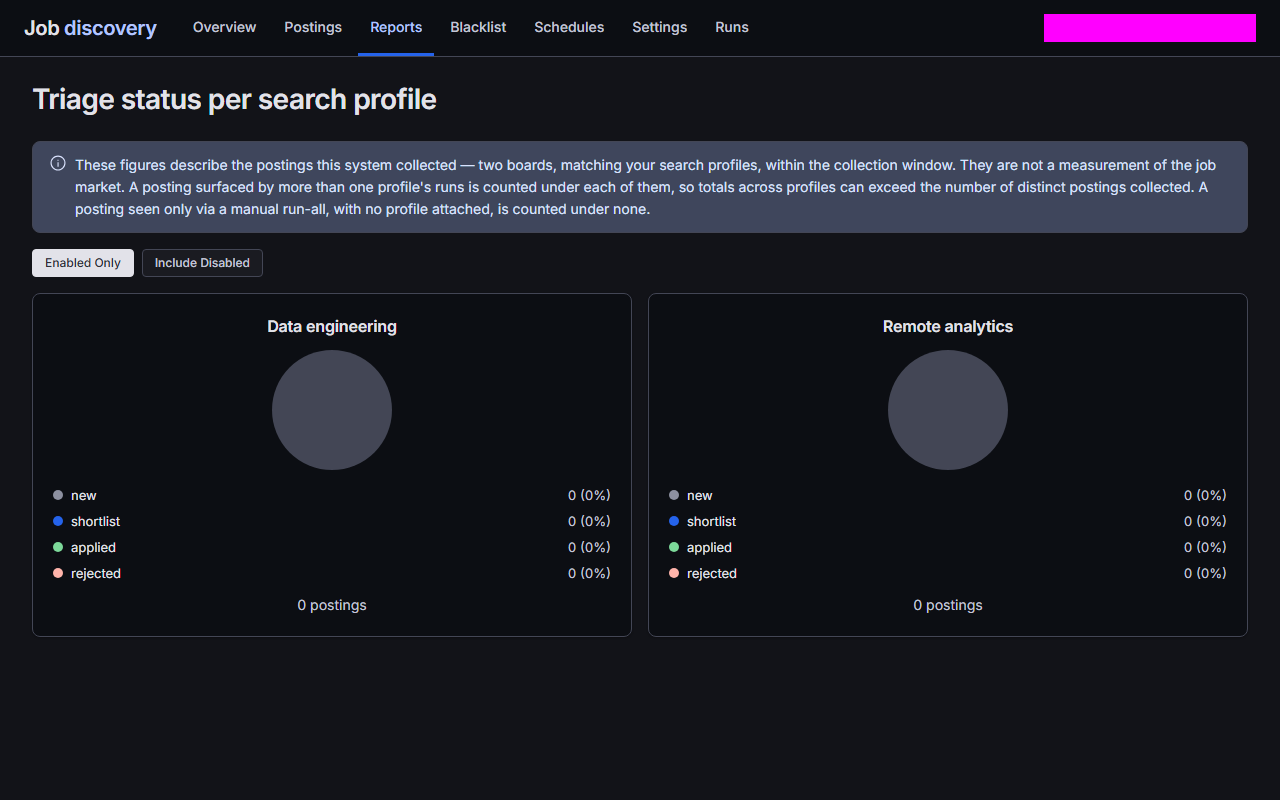 Job discovery
Overview
Postings
Reports
Blacklist
Schedules
Settings
Runs
Triage status per search profile
These figures describe the postings this system collected — two boards, matching your search profiles, within the collection window. They are not a measurement of the job
market. A posting surfaced by more than one profile's runs is counted under each of them, so totals across profiles can exceed the number of distinct postings collected. A
posting seen only via a manual run-all, with no profile attached, is counted under none.
Enabled Only
Include Disabled
Data engineering
new 0 (0%)
shortlist 0 (0%)
applied 0 (0%)
rejected 0 (0%)
0 postings
Remote analytics
new 0 (0%)
shortlist 0 (0%)
applied 0 (0%)
rejected 0 (0%)
0 postings